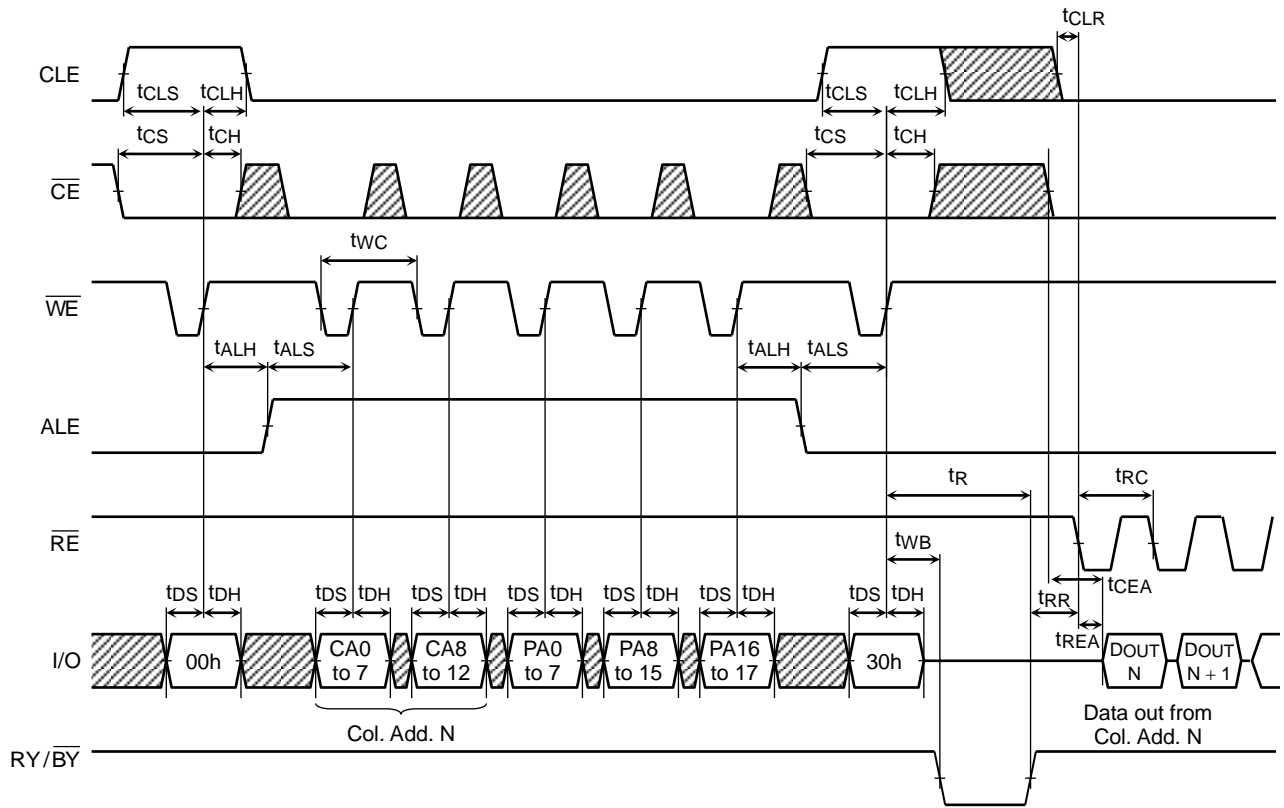 tCLR
CLE
tCLS tCLH tCLS tCLH
tCS tCH tCS tCH
CE
tWC
WE
tALH tALS tALH tALS
ALE
tR tRC
RE
tWB
tCEA
tDS tDH tDS tDH tDS tDH tDS tDH tDS tDH tDS tDH tDS tDH tRR
tREA
I/O 00h CA0 to 7 CA8 to 12 PA0 to 7 PA8 to 15 PA16 to 17 30h DOUT N DOUT N + 1
Col. Add. N
Data out from
Col. Add. N
RY/BY